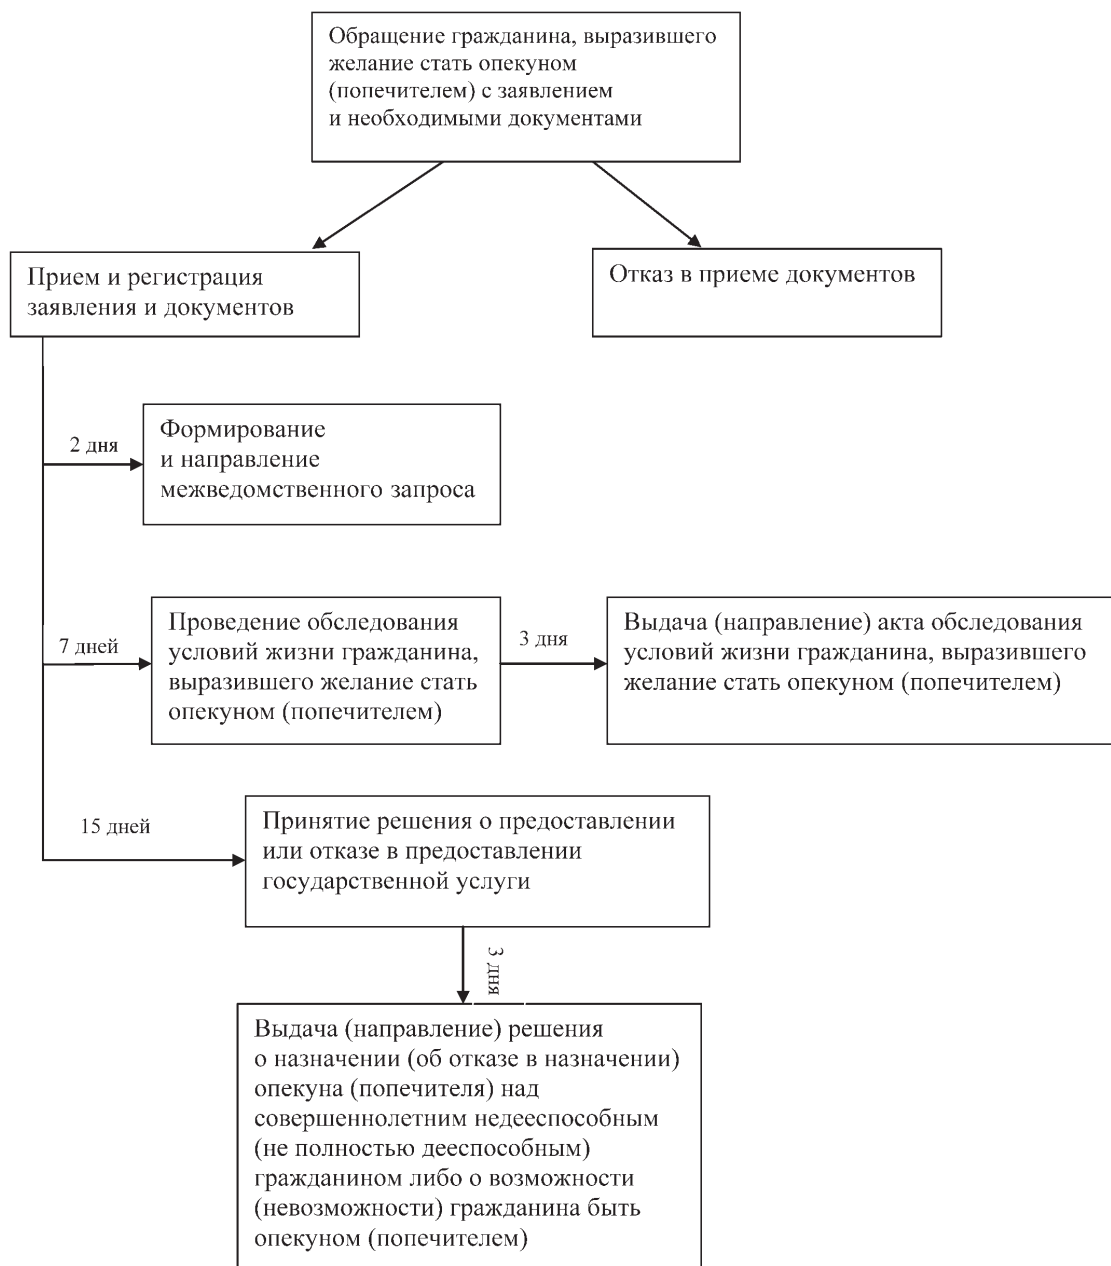 Обращение гражданина, выразившего
желание стать опекуном
(попечителем) с заявлением
и необходимыми документами
Прием и регистрация
заявления и документов
Отказ в приеме документов
2 дня
Формирование
и направление
межведомственного запроса
7 дней
Проведение обследования
условий жизни гражданина,
выразившего желание стать
опекуном (попечителем)
3 дня
Выдача (направление) акта обследования
условий жизни гражданина, выразившего
желание стать опекуном (попечителем)
15 дней
Принятие решения о предоставлении
или отказе в предоставлении
государственной услуги
3 дня
Выдача (направление) решения
о назначении (об отказе в назначении)
опекуна (попечителя) над
совершеннолетним недееспособным
(не полностью дееспособным)
гражданином либо о возможности
(невозможности) гражданина быть
опекуном (попечителем)